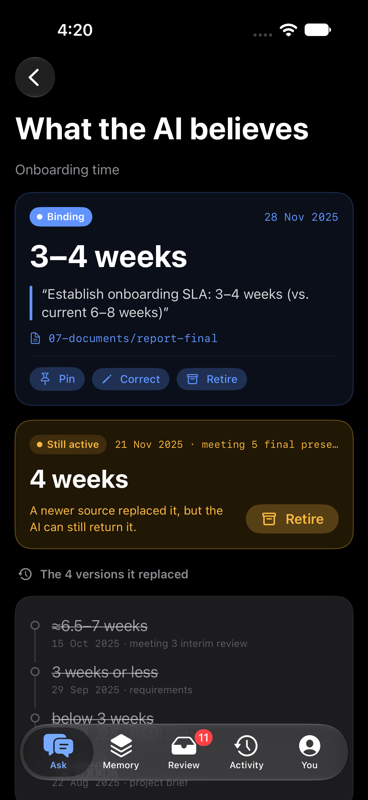 4:20
What the AI believes
Onboarding time
Binding
28 Nov 2025
3–4 weeks
“Establish onboarding SLA: 3–4 weeks (vs.
current 6–8 weeks)”
07-documents/report-final
Pin
Correct
Retire
Still active
21 Nov 2025 · meeting 5 final prese…
4 weeks
A newer source replaced it, but the
AI can still return it.
Retire
The 4 versions it replaced
≈6.5–7 weeks
15 Oct 2025 · meeting 3 interim review
3 weeks or less
29 Sep 2025 · requirements
below 3 weeks
11
Ask
Memory
Review
Activity
You
22 Aug 2025 · project brief